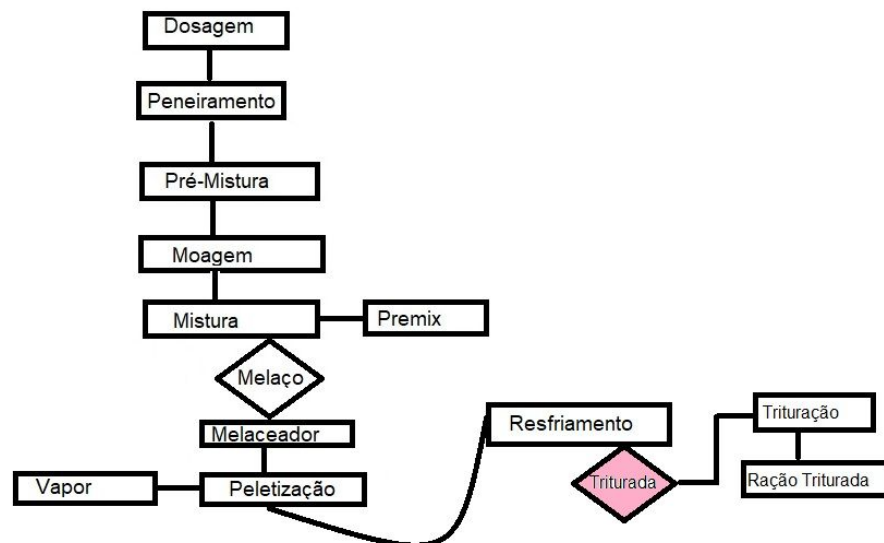 Dosagem
Peneiramento
Pré-Mistura
Moagem
Mistura
Premix
Melaço
Melaceador
Vapor
Peletização
Resfriamento
Triturada
Trituração
Ração Triturada